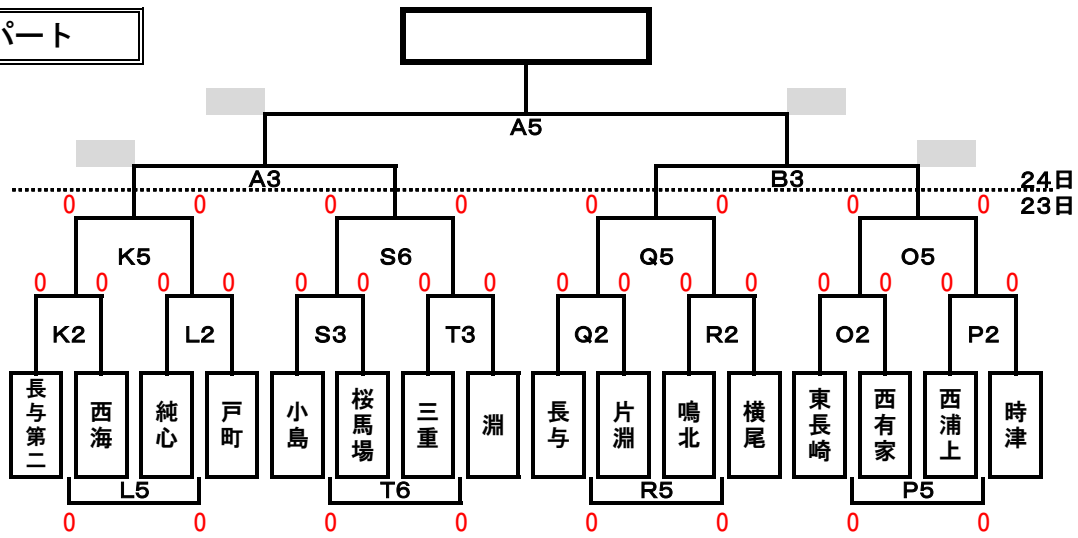 パート
A5
A3 B3
24日
0 0 0 0 0 0 0 0
23日
K5 S6 Q5 O5
0 0 0 0 0 0 0 0 0 0 0 0 0 0 0 0
K2 L2 S3 T3 Q2 R2 O2 P2
長与第二 西海 純心 戸町 小島 桜馬場 三重 淵 長与 片淵 鳴北 横尾 東長崎 西有家 西浦上 時津
L5 T6 R5 P5
0 0 0 0 0 0 0 0